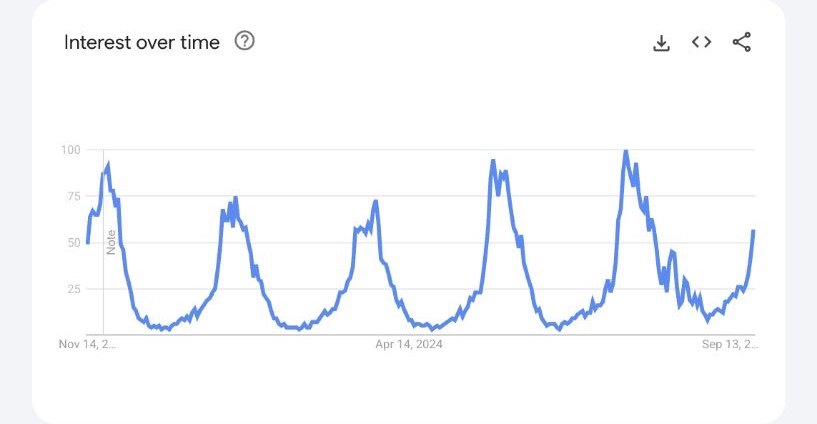 Interest over time
100
75
50
25
Note
Nov 14, 2...
Apr 14, 2024
Sep 13, 2...